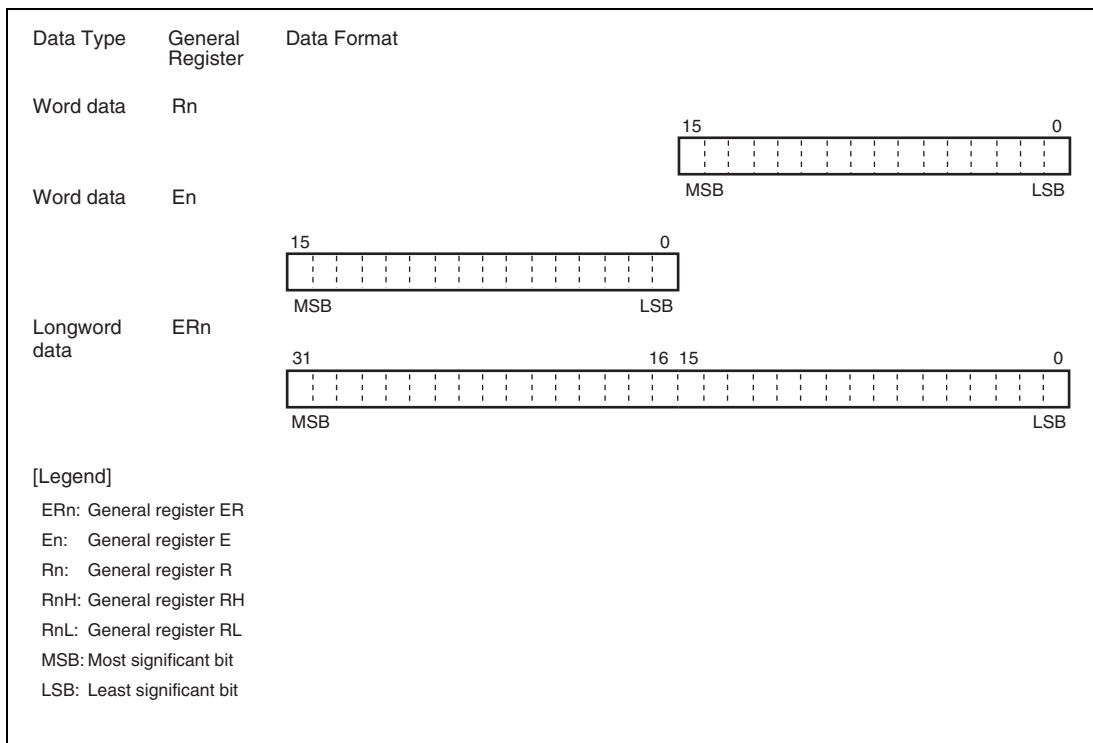 Data Type General Register Data Format
Word data Rn
15 0
MSB LSB
Word data En
15 0
MSB LSB
Longword data ERn
31 16 15 0
MSB LSB
[Legend]
ERn: General register ER
En: General register E
Rn: General register R
RnH: General register RH
RnL: General register RL
MSB: Most significant bit
LSB: Least significant bit